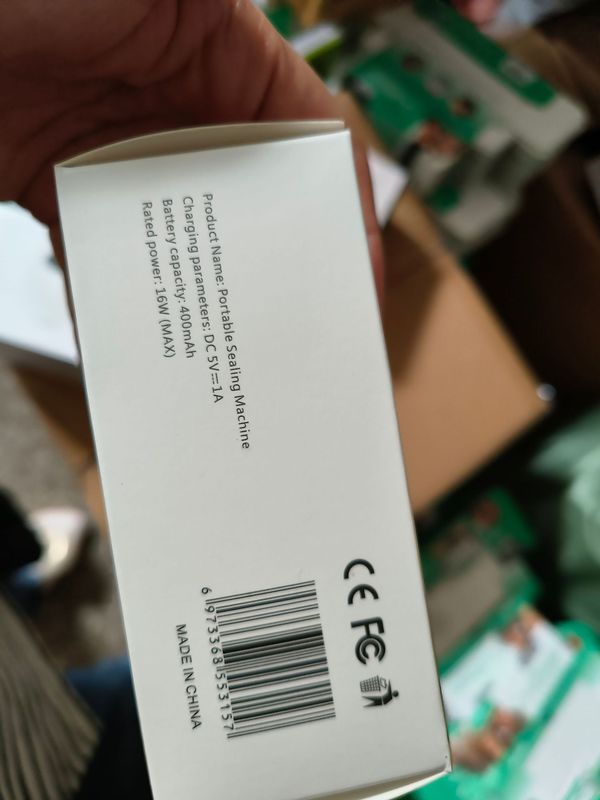 Product Name: Portable Sealing Machine
Charging parameters: DC 5V⎓1A
Battery capacity: 400mAh
Rated power: 16W (MAX)
CE FC
6 973368 553157
MADE IN CHINA